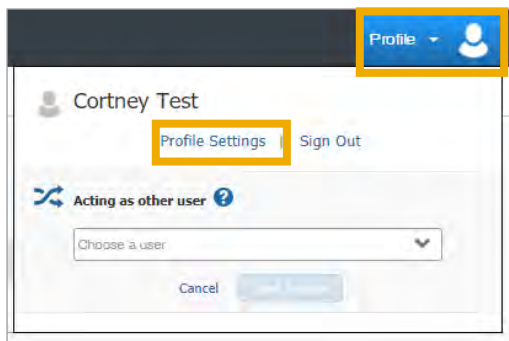 Profile
Cortney Test
Profile Settings | Sign Out
Acting as other user ?
Choose a user
Cancel